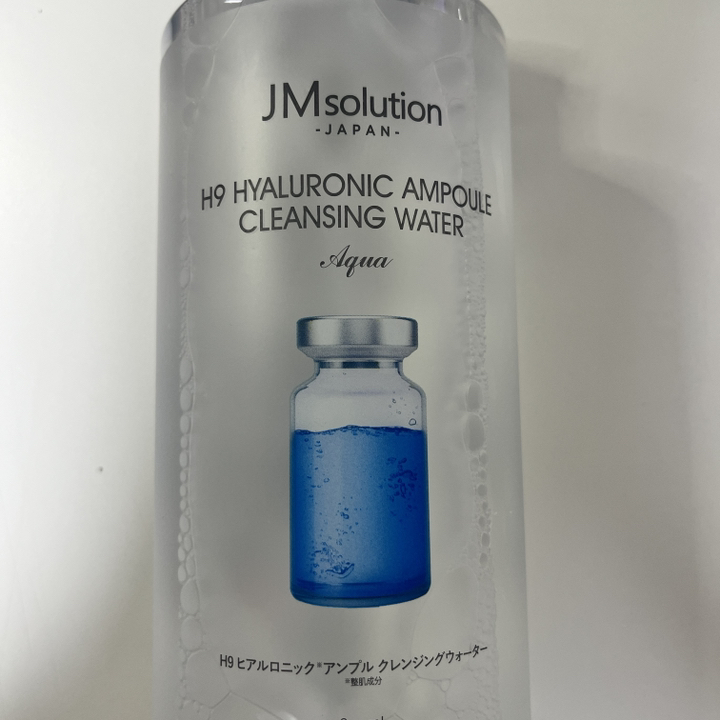 JMsolution
-JAPAN-
H9 HYALURONIC AMPOULE
CLEANSING WATER
Aqua
H9 ヒアルロニック※アンプル クレンジングウォーター
※整肌成分